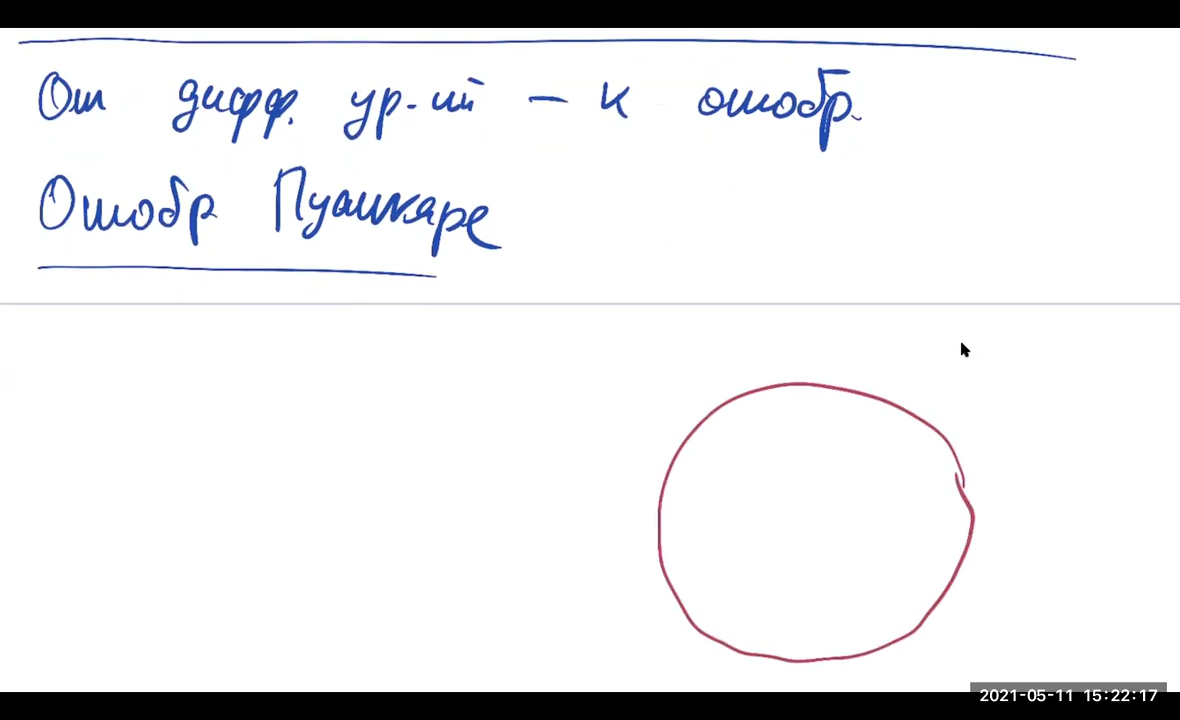 От дифф. ур-ий - к отобр.
Отобр Пуанкаре
2021-05-11 15:22:17